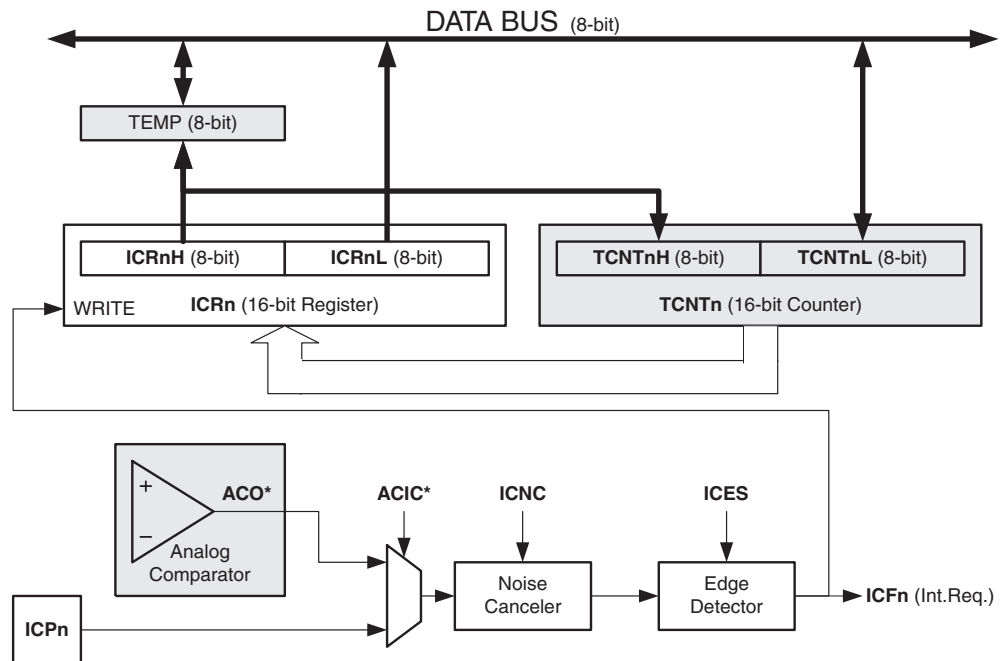 DATA BUS (8-bit)
TEMP (8-bit)
ICRnH (8-bit) ICRnL (8-bit) TCNTnH (8-bit) TCNTnL (8-bit)
WRITE ICRn (16-bit Register) TCNTn (16-bit Counter)
+ ACO* ACIC* ICNC ICES
−
Analog
Comparator
Noise
Canceler
Edge
Detector
ICFn (Int.Req.)
ICPn